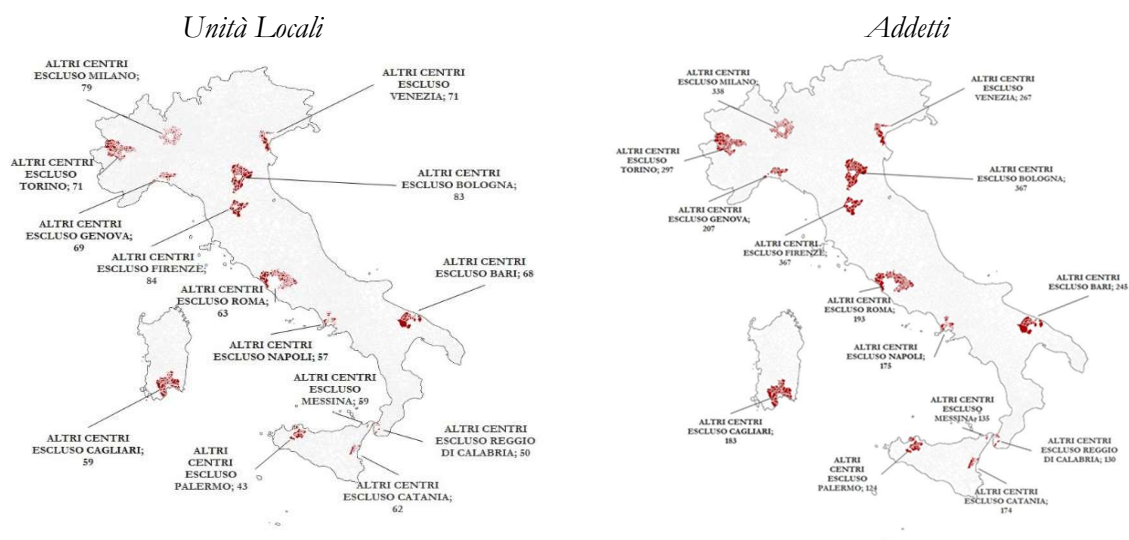 Unità Locali
ALTRI CENTRI
ESCLUSO MILANO;
79
ALTRI CENTRI
ESCLUSO
VENEZIA; 71
ALTRI CENTRI
ESCLUSO
TORINO; 71
ALTRI CENTRI
ESCLUSO BOLOGNA;
83
ALTRI CENTRI
ESCLUSO GENOVA;
69
ALTRI CENTRI
ESCLUSO FIRENZE;
84
ALTRI CENTRI
ESCLUSO BARI; 68
ALTRI CENTRI
ESCLUSO ROMA;
63
ALTRI CENTRI
ESCLUSO NAPOLI; 57
ALTRI CENTRI
ESCLUSO
MESSINA; 59
ALTRI CENTRI
ESCLUSO CAGLIARI;
59
ALTRI
CENTRI
ESCLUSO
PALERMO; 43
ALTRI CENTRI
ESCLUSO REGGIO
DI CALABRIA; 50
ALTRI CENTRI
ESCLUSO CATANIA;
62
Addetti
ALTRI CENTRI
ESCLUSO MILANO;
338
ALTRI CENTRI
ESCLUSO
VENEZIA; 267
ALTRI CENTRI
ESCLUSO
TORINO; 297
ALTRI CENTRI
ESCLUSO BOLOGNA;
367
ALTRI CENTRI
ESCLUSO GENOVA;
207
ALTRI CENTRI
ESCLUSO FIRENZE;
367
ALTRI CENTRI
ESCLUSO BARI; 245
ALTRI CENTRI
ESCLUSO ROMA;
193
ALTRI CENTRI
ESCLUSO NAPOLI;
175
ALTRI CENTRI
ESCLUSO
MESSINA; 135
ALTRI CENTRI
ESCLUSO CAGLIARI;
183
ALTRI
CENTRI
ESCLUSO
PALERMO; 124
ALTRI CENTRI
ESCLUSO REGGIO
DI CALABRIA; 130
ALTRI CENTRI
ESCLUSO CATANIA;
174